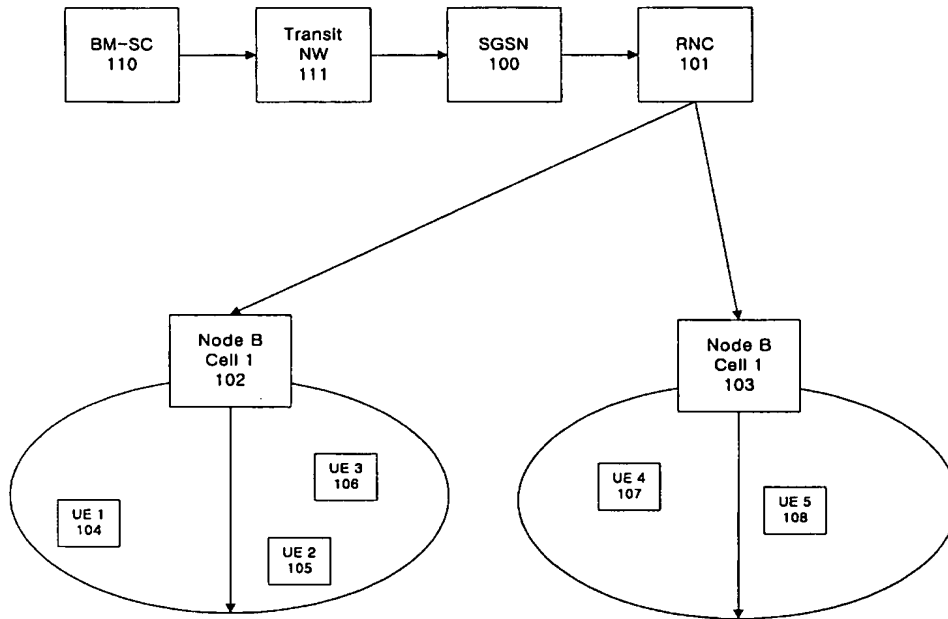 BM-SC
110
Transit
NW
111
SGSN
100
RNC
101
Node B
Cell 1
102
Node B
Cell 1
103
UE 1
104
UE 2
105
UE 3
106
UE 4
107
UE 5
108